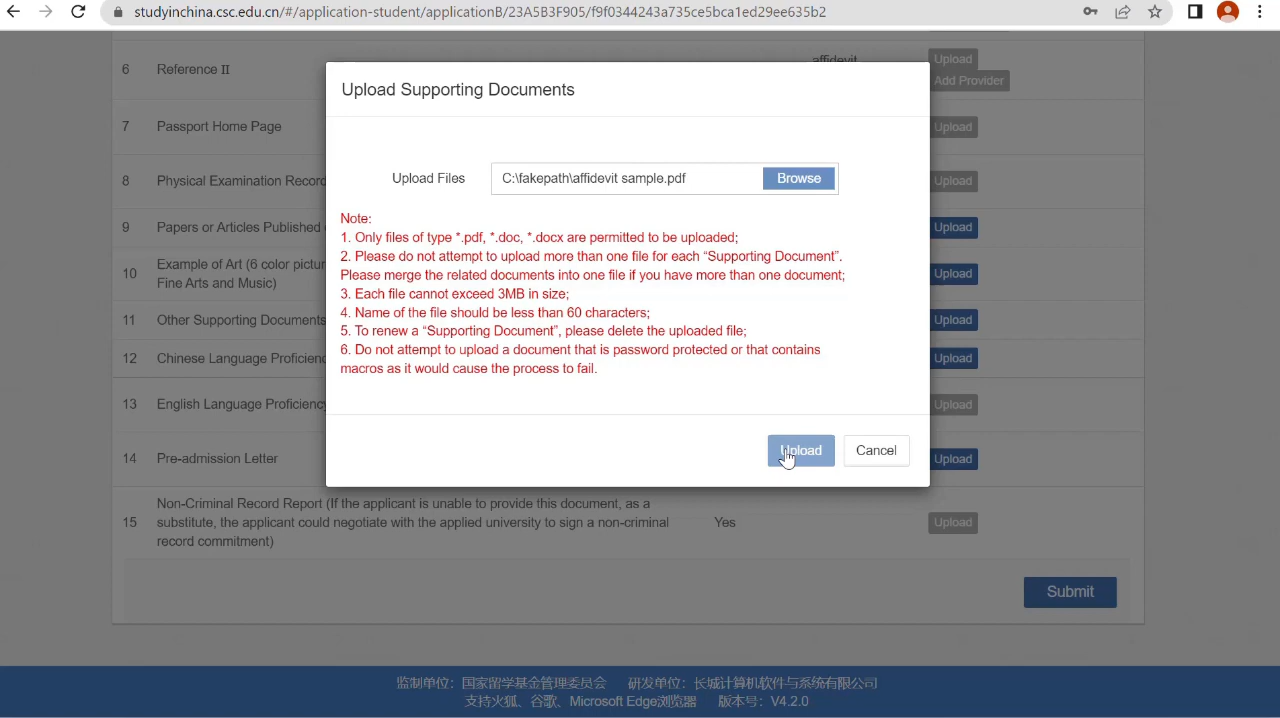 studyinchina.csc.edu.cn/#/application-student/applicationB/23A5B3F905/f9f0344243a735ce5bca1ed29ee635b2
6 Reference II affidevit Upload
Add Provider
Upload Supporting Documents
7 Passport Home Page Upload
Upload Files C:\fakepath\affidevit sample.pdf Browse
8 Physical Examination Record Upload
Note:
9 Papers or Articles Published Upload
1. Only files of type *.pdf, *.doc, *.docx are permitted to be uploaded;
2. Please do not attempt to upload more than one file for each “Supporting Document”.
Please merge the related documents into one file if you have more than one document;
10 Example of Art (6 color Upload
Fine Arts and Music)
3. Each file cannot exceed 3MB in size;
4. Name of the file should be less than 60 characters;
11 Other Supporting Documents Upload
5. To renew a “Supporting Document”, please delete the uploaded file;
6. Do not attempt to upload a document that is password protected or that contains
macros as it would cause the process to fail.
12 Chinese Language Upload
13 English Language Proficiency Upload
Upload Cancel
14 Pre-admission Letter Upload
15 Non-Criminal Record Report (If the applicant is unable to provide this document, as a
substitute, the applicant could negotiate with the applied university to sign a non-criminal
record commitment) Yes Upload
Submit
监制单位：国家留学基金管理委员会 研发单位：长城计算机软件与系统有限公司
支持火狐、谷歌、Microsoft Edge浏览器 版本号：V4.2.0